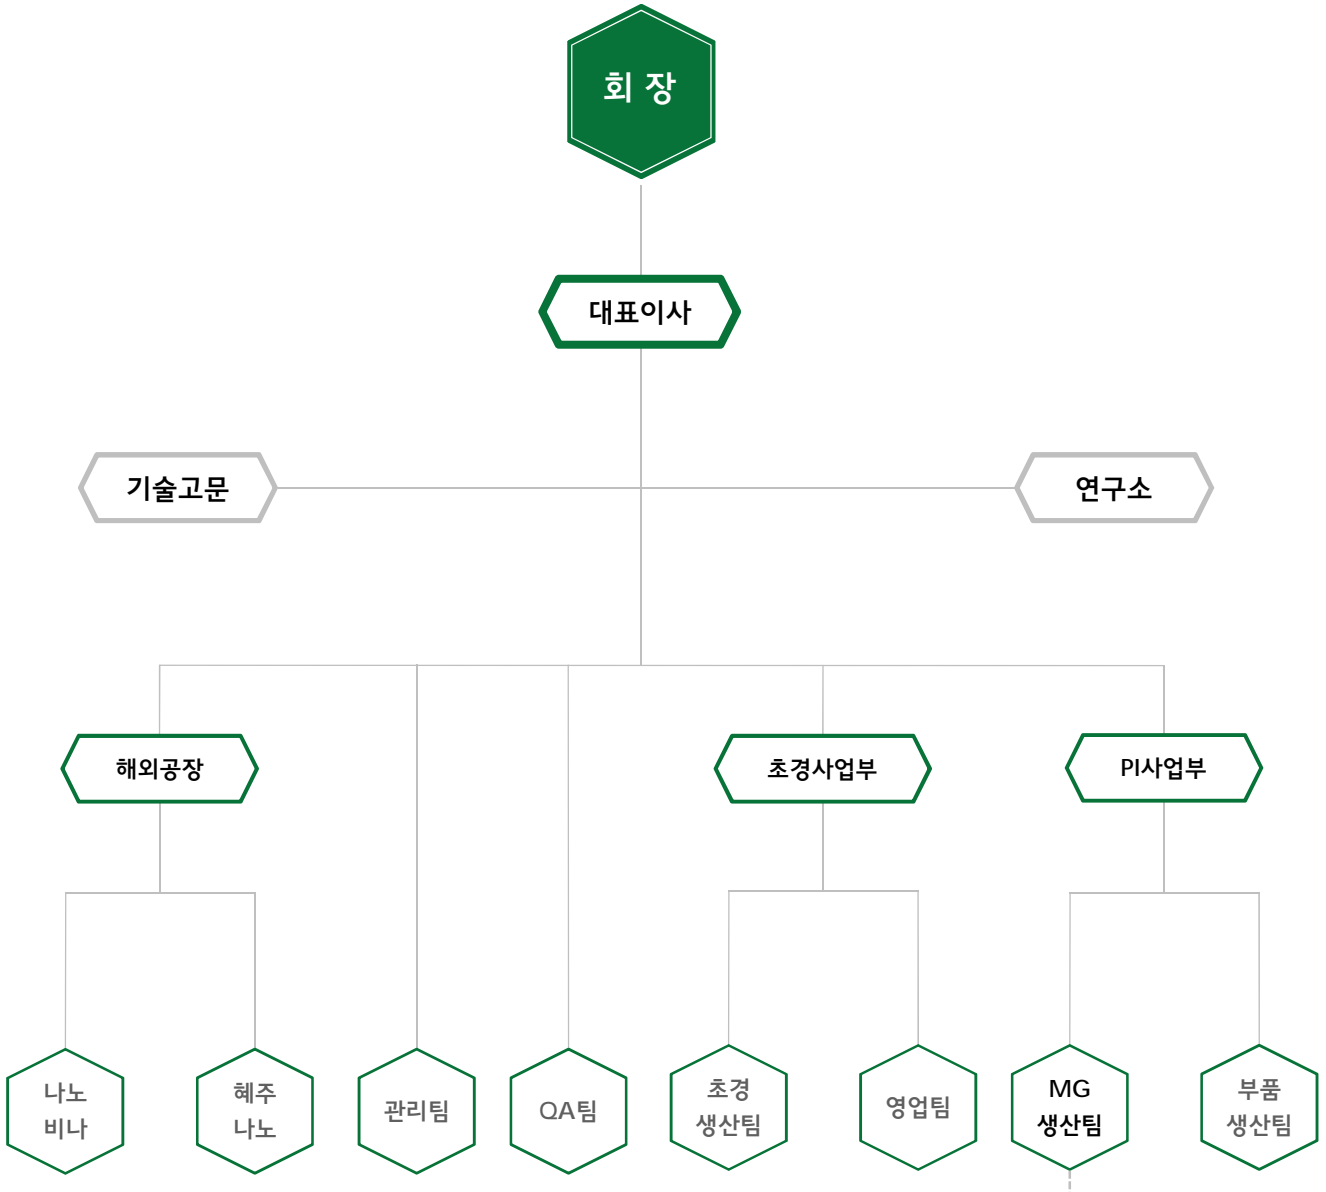 회 장
대표이사
기술고문
연구소
해외공장
초경사업부
PI사업부
나노
비나
혜주
나노
관리팀
QA팀
초경
생산팀
영업팀
MG
생산팀
부품
생산팀